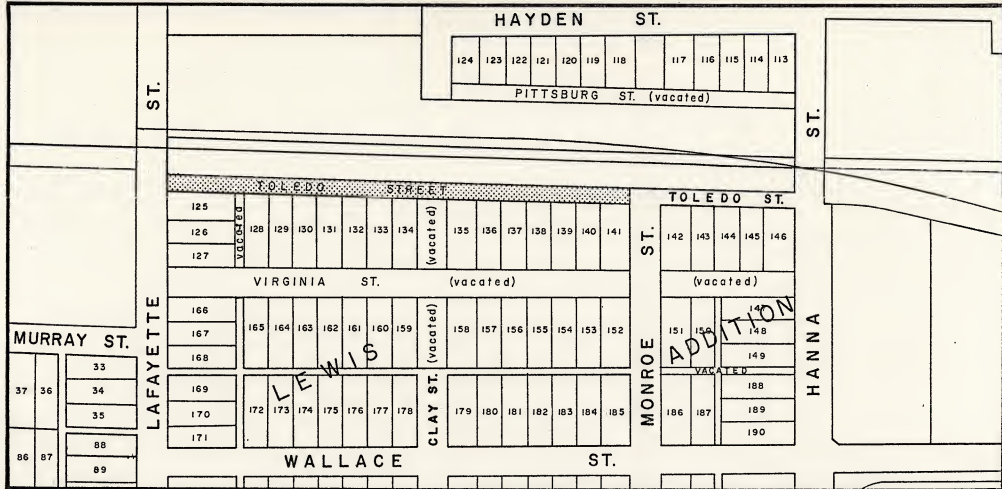 HAYDEN ST.
124 123 122 121 120 119 118 117 116 115 114 113
PITTSBURG ST. (vacated)
ST.
ST.
TOLEDO STREET
TOLEDO ST.
125
126
127
vacated
128 129 130 131 132 133 134
(vacated)
135 136 137 138 139 140 141
ST.
142 143 144 145 146
VIRGINIA ST. (vacated)
(vacated)
166
167
168
165 164 163 162 161 160 159
(vacated)
158 157 156 155 154 153 152
151 150
147
148
149
VACATED
LEWIS ADDITION
MURRAY ST.
LAFAYETTE
MONROE
HANNA
37 36
33
34
35
86 87
88
89
169
170
171
172 173 174 175 176 177 178
CLAY ST.
179 180 181 182 183 184 185
186 187
188
189
190
WALLACE ST.